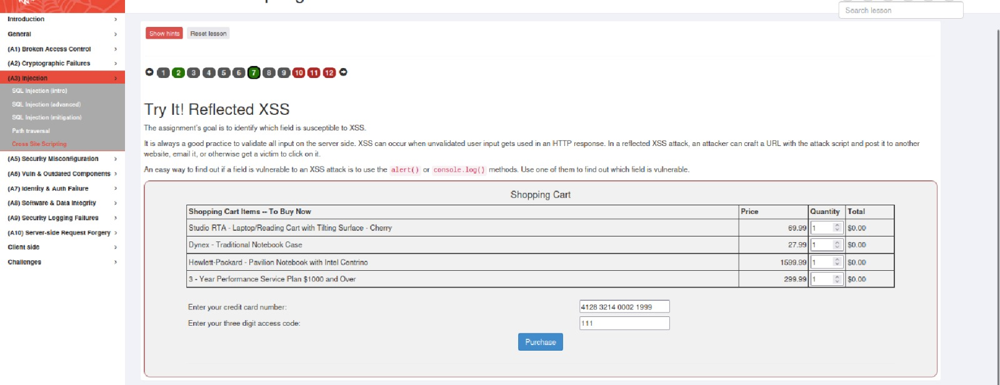 Search lesson
Introduction
General
(A1) Broken Access Control
(A2) Cryptographic Failures
(A3) Injection
SQL Injection (intro)
SQL Injection (advanced)
SQL Injection (mitigation)
Path traversal
Cross Site Scripting
(A5) Security Misconfiguration
(A6) Vuln & Outdated Components
(A7) Identity & Auth Failure
(A8) Software & Data Integrity
(A9) Security Logging Failures
(A10) Server-side Request Forgery
Client side
Challenges
Show hints Reset lesson
1 2 3 4 5 6 7 8 9 10 11 12
Try It! Reflected XSS
The assignment's goal is to identify which field is susceptible to XSS.
It is always a good practice to validate all input on the server side. XSS can occur when unvalidated user input gets used in an HTTP response. In a reflected XSS attack, an attacker can craft a URL with the attack script and post it to another
website, email it, or otherwise get a victim to click on it.
An easy way to find out if a field is vulnerable to an XSS attack is to use the alert() or console.log() methods. Use one of them to find out which field is vulnerable.
Shopping Cart
Shopping Cart Items -- To Buy Now Price Quantity Total
Studio RTA - Laptop/Reading Cart with Tilting Surface - Cherry 69.99 1 $0.00
Dynex - Traditional Notebook Case 27.99 1 $0.00
Hewlett-Packard - Pavilion Notebook with Intel Centrino 1599.99 1 $0.00
3 - Year Performance Service Plan $1000 and Over 299.99 1 $0.00
Enter your credit card number: 4128 3214 0002 1999
Enter your three digit access code: 111
Purchase